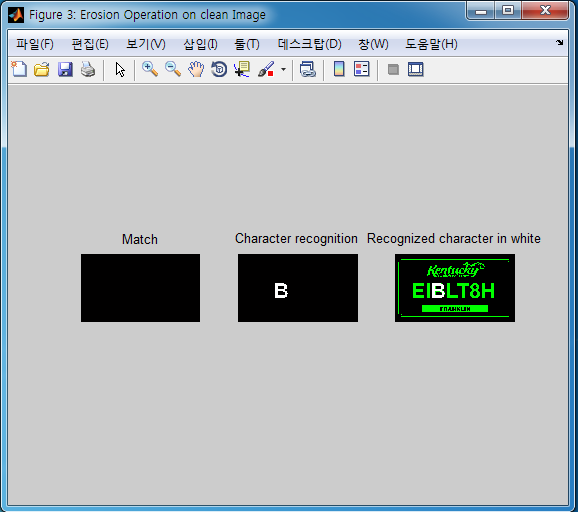 Figure 3: Erosion Operation on clean Image
파일(F) 편집(E) 보기(V) 삽입(I) 툴(T) 데스크탑(D) 창(W) 도움말(H)
Match
Character recognition
Recognized character in white
B
Kentucky
EIBLT8H
FRANKLIN